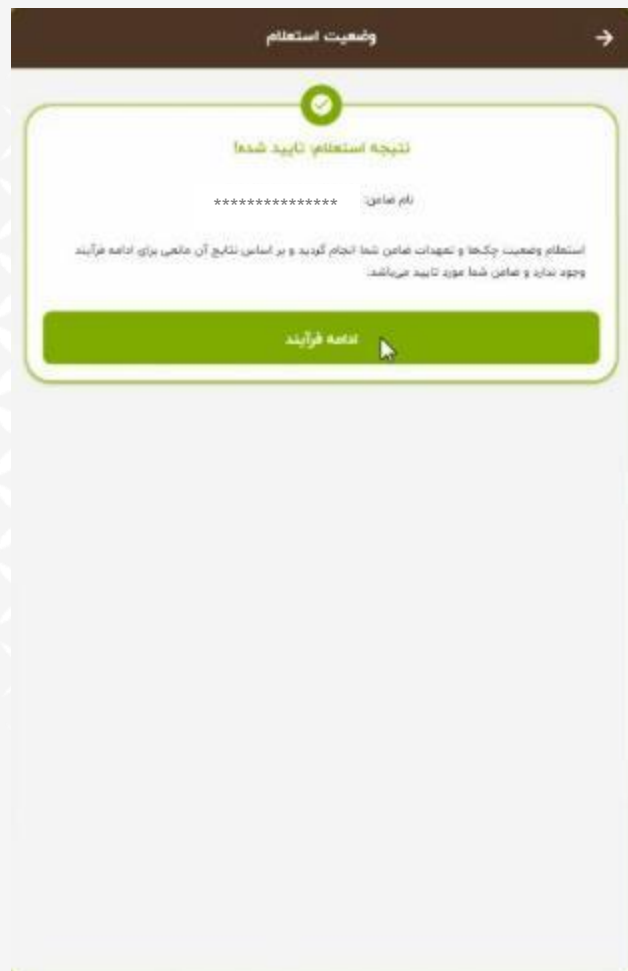 وضعیت استعلام
نتیجه استعلام: تایید شده!
نام ضامن: ***************
استعلام وضعیت چک‌ها و تعهدات ضامن شما انجام گردید و بر اساس نتایج آن مانعی برای ادامه فرآیند
وجود ندارد و ضامن شما مورد تایید می‌باشد.
ادامه فرآیند